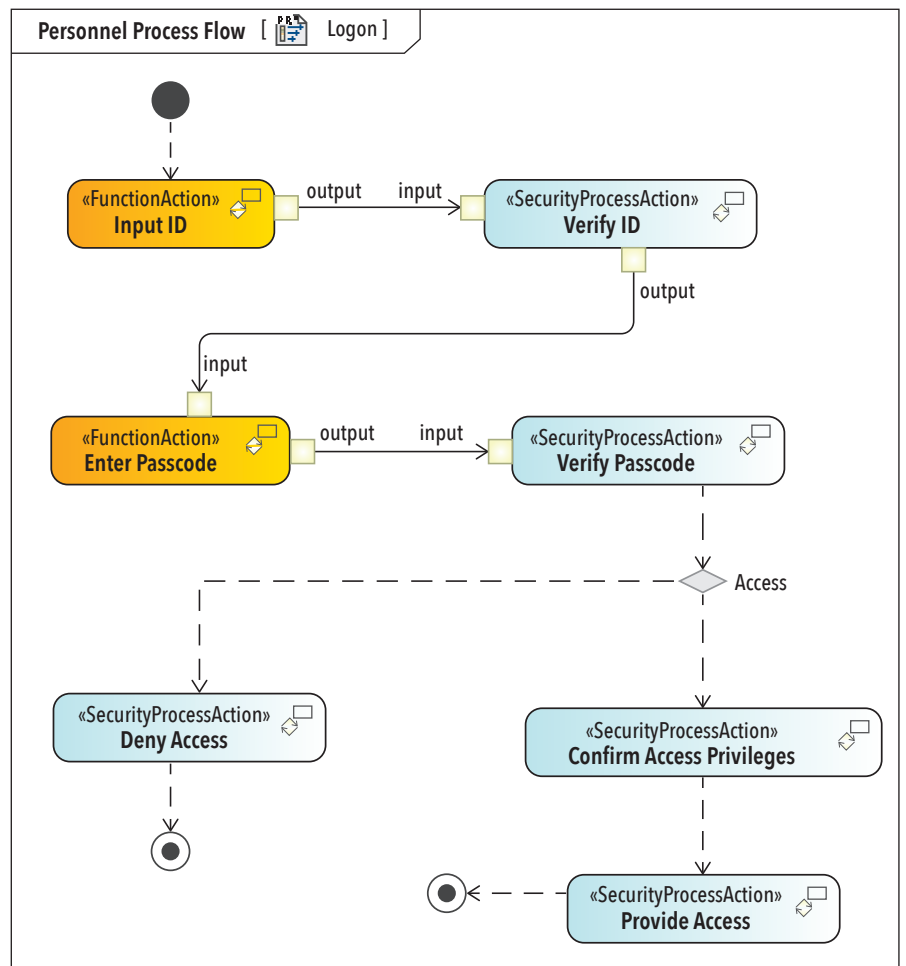 Personnel Process Flow [ PR Logon ]
«FunctionAction»
Input ID
output
input
«SecurityProcessAction»
Verify ID
output
input
«FunctionAction»
Enter Passcode
output
input
«SecurityProcessAction»
Verify Passcode
Access
«SecurityProcessAction»
Deny Access
«SecurityProcessAction»
Confirm Access Privileges
«SecurityProcessAction»
Provide Access